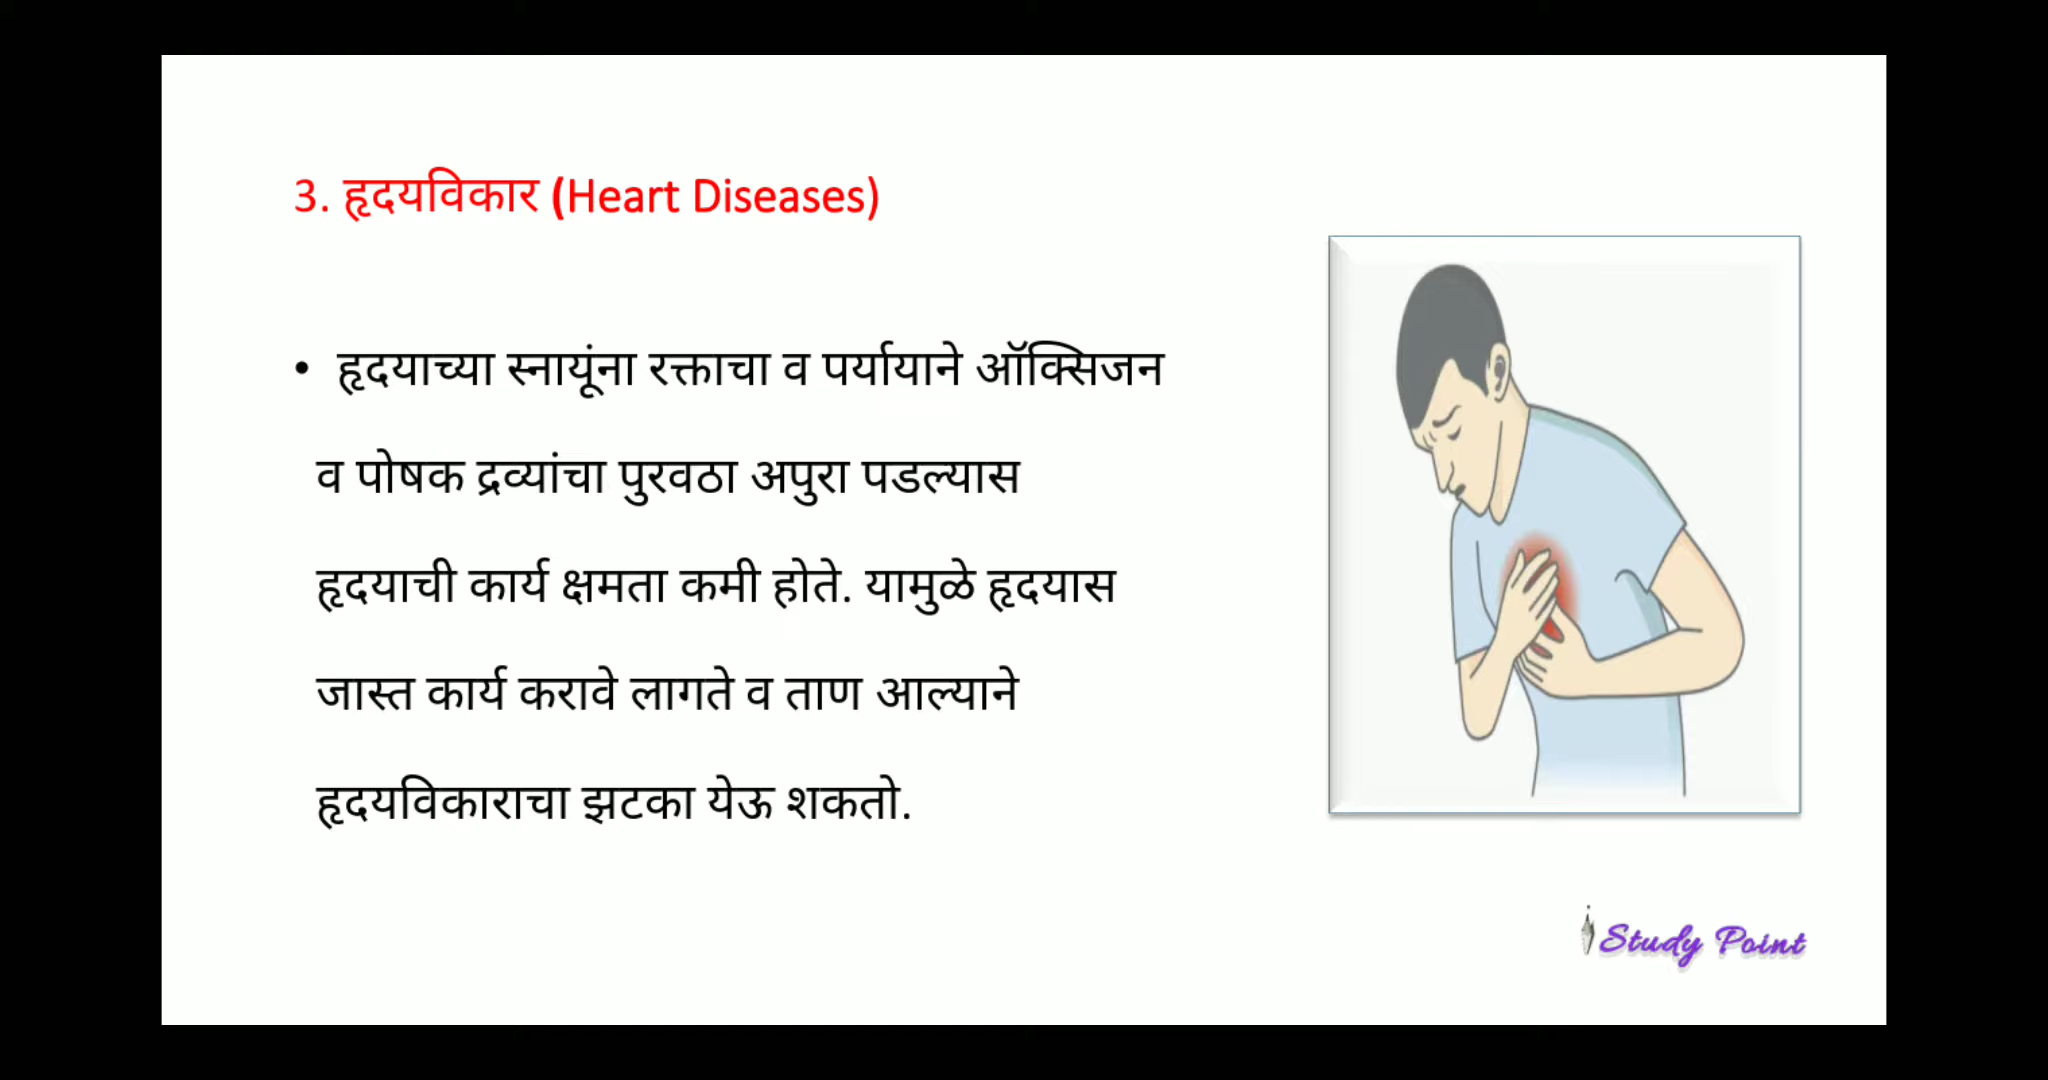 3. हृदयविकार (Heart Diseases)
• हृदयाच्या स्नायूंना रक्ताचा व पर्यायाने ऑक्सिजन
व पोषक द्रव्यांचा पुरवठा अपुरा पडल्यास
हृदयाची कार्य क्षमता कमी होते. यामुळे हृदयास
जास्त कार्य करावे लागते व ताण आल्याने
हृदयविकाराचा झटका येऊ शकतो.
Study Point